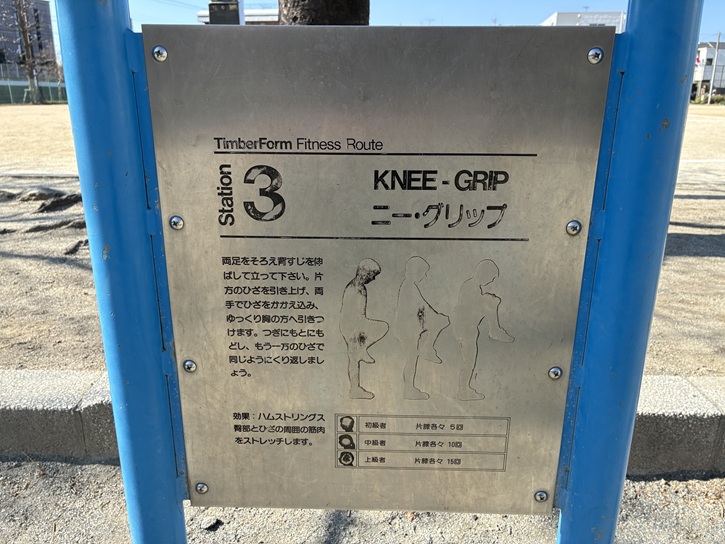 TimberForm Fitness Route
Station 3
KNEE-GRIP
ニー・グリップ
両足をそろえ背すじを伸
ばして立って下さい。片
方のひざを引き上げ、両
手でひざをかかえ込み、
ゆっくり胸の方へ引きつ
けます。つぎにもとにも
どし、もう一方のひざで
同じようにくり返しまし
ょう。
効果：ハムストリングス
臀部とひざの周囲の筋肉
をストレッチします。
初級者 片膝各々 5回
中級者 片膝各々 10回
上級者 片膝各々 15回